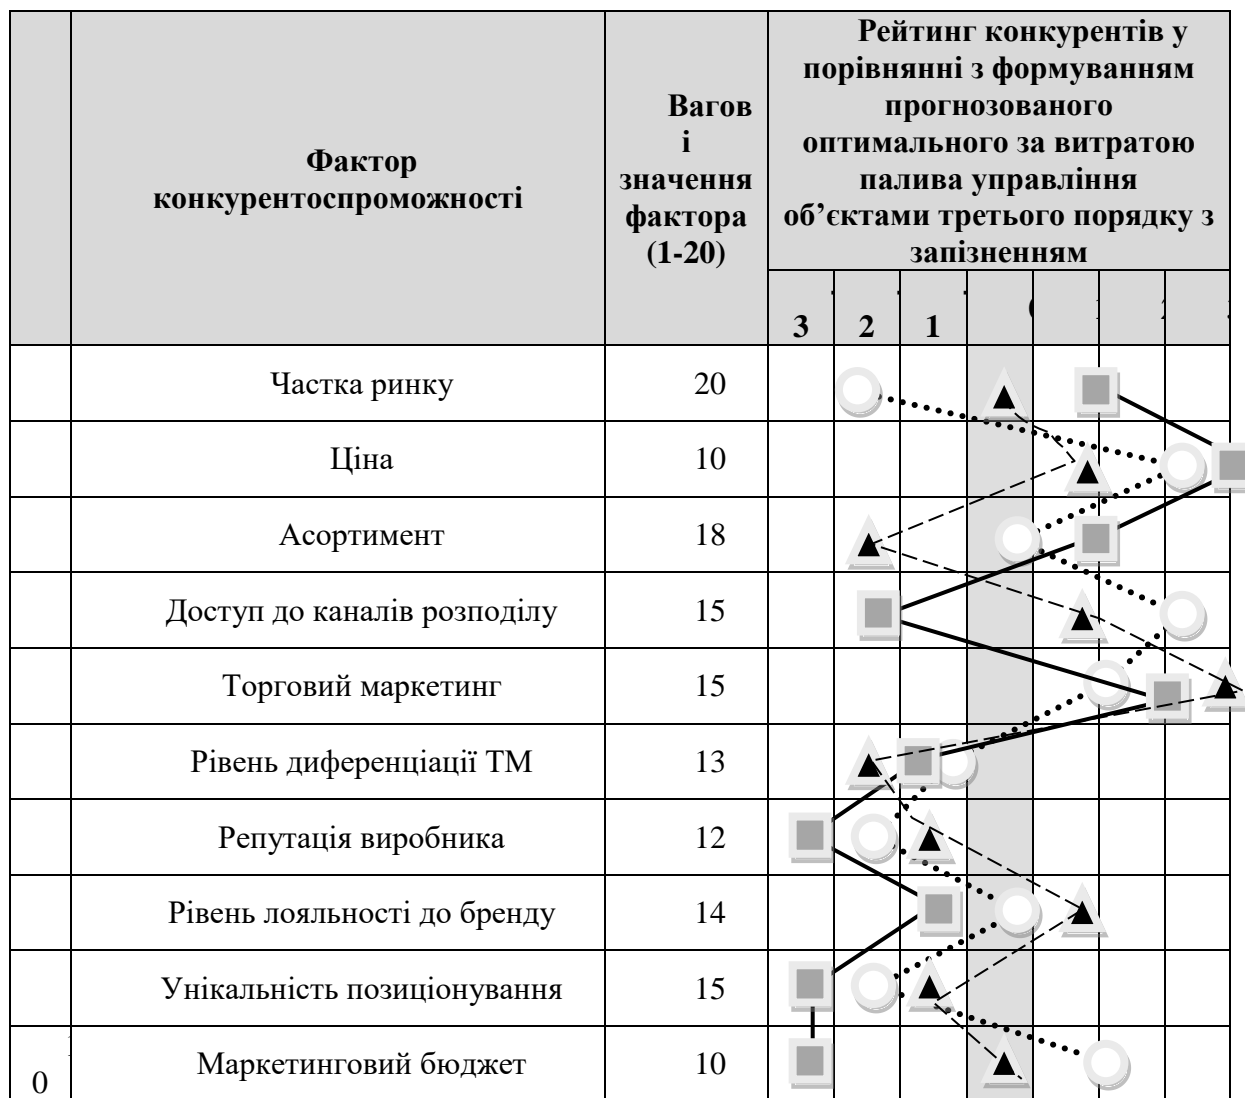 Фактор
конкурентоспроможності
Вагов
і
значення
фактора
(1-20)
Рейтинг конкурентів у
порівнянні з формуванням
прогнозованого
оптимального за витратою
палива управління
об’єктами третього порядку з
запізненням
3 2 1
Частка ринку 20
Ціна 10
Асортимент 18
Доступ до каналів розподілу 15
Торговий маркетинг 15
Рівень диференціації ТМ 13
Репутація виробника 12
Рівень лояльності до бренду 14
Унікальність позиціонування 15
0 Маркетинговий бюджет 10